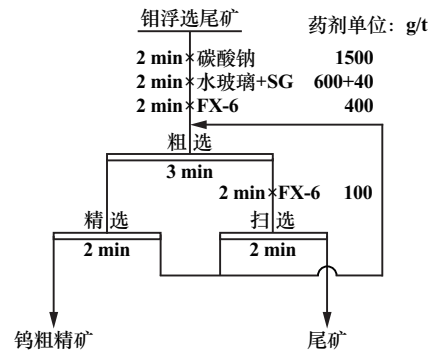 钼浮选尾矿 药剂单位：g/t
2 min×碳酸钠 1500
2 min×水玻璃+SG 600+40
2 min×FX-6 400
粗选
3 min
2 min×FX-6 100
精选 扫选
2 min 2 min
钨粗精矿 尾矿